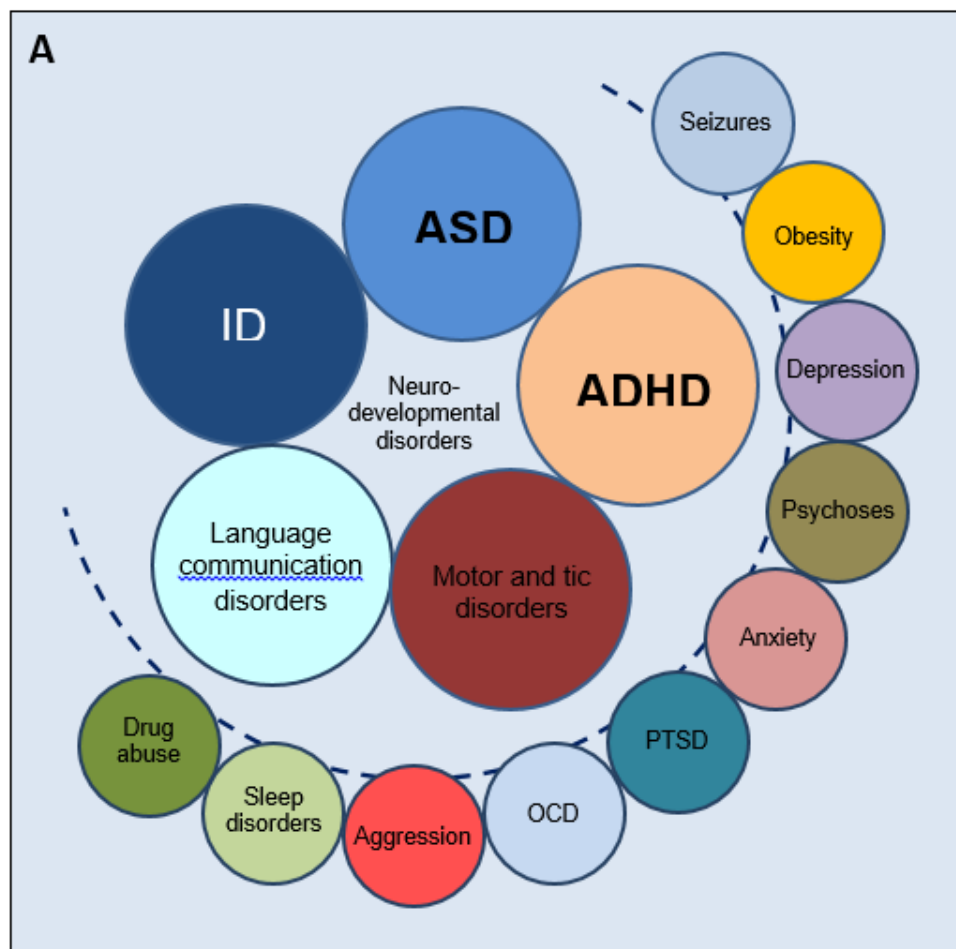 A
Seizures
Obesity
Depression
Psychoses
Anxiety
PTSD
OCD
Aggression
Sleep
disorders
Drug
abuse
ASD
ID
ADHD
Neuro-
developmental
disorders
Language
communication
disorders
Motor and tic
disorders